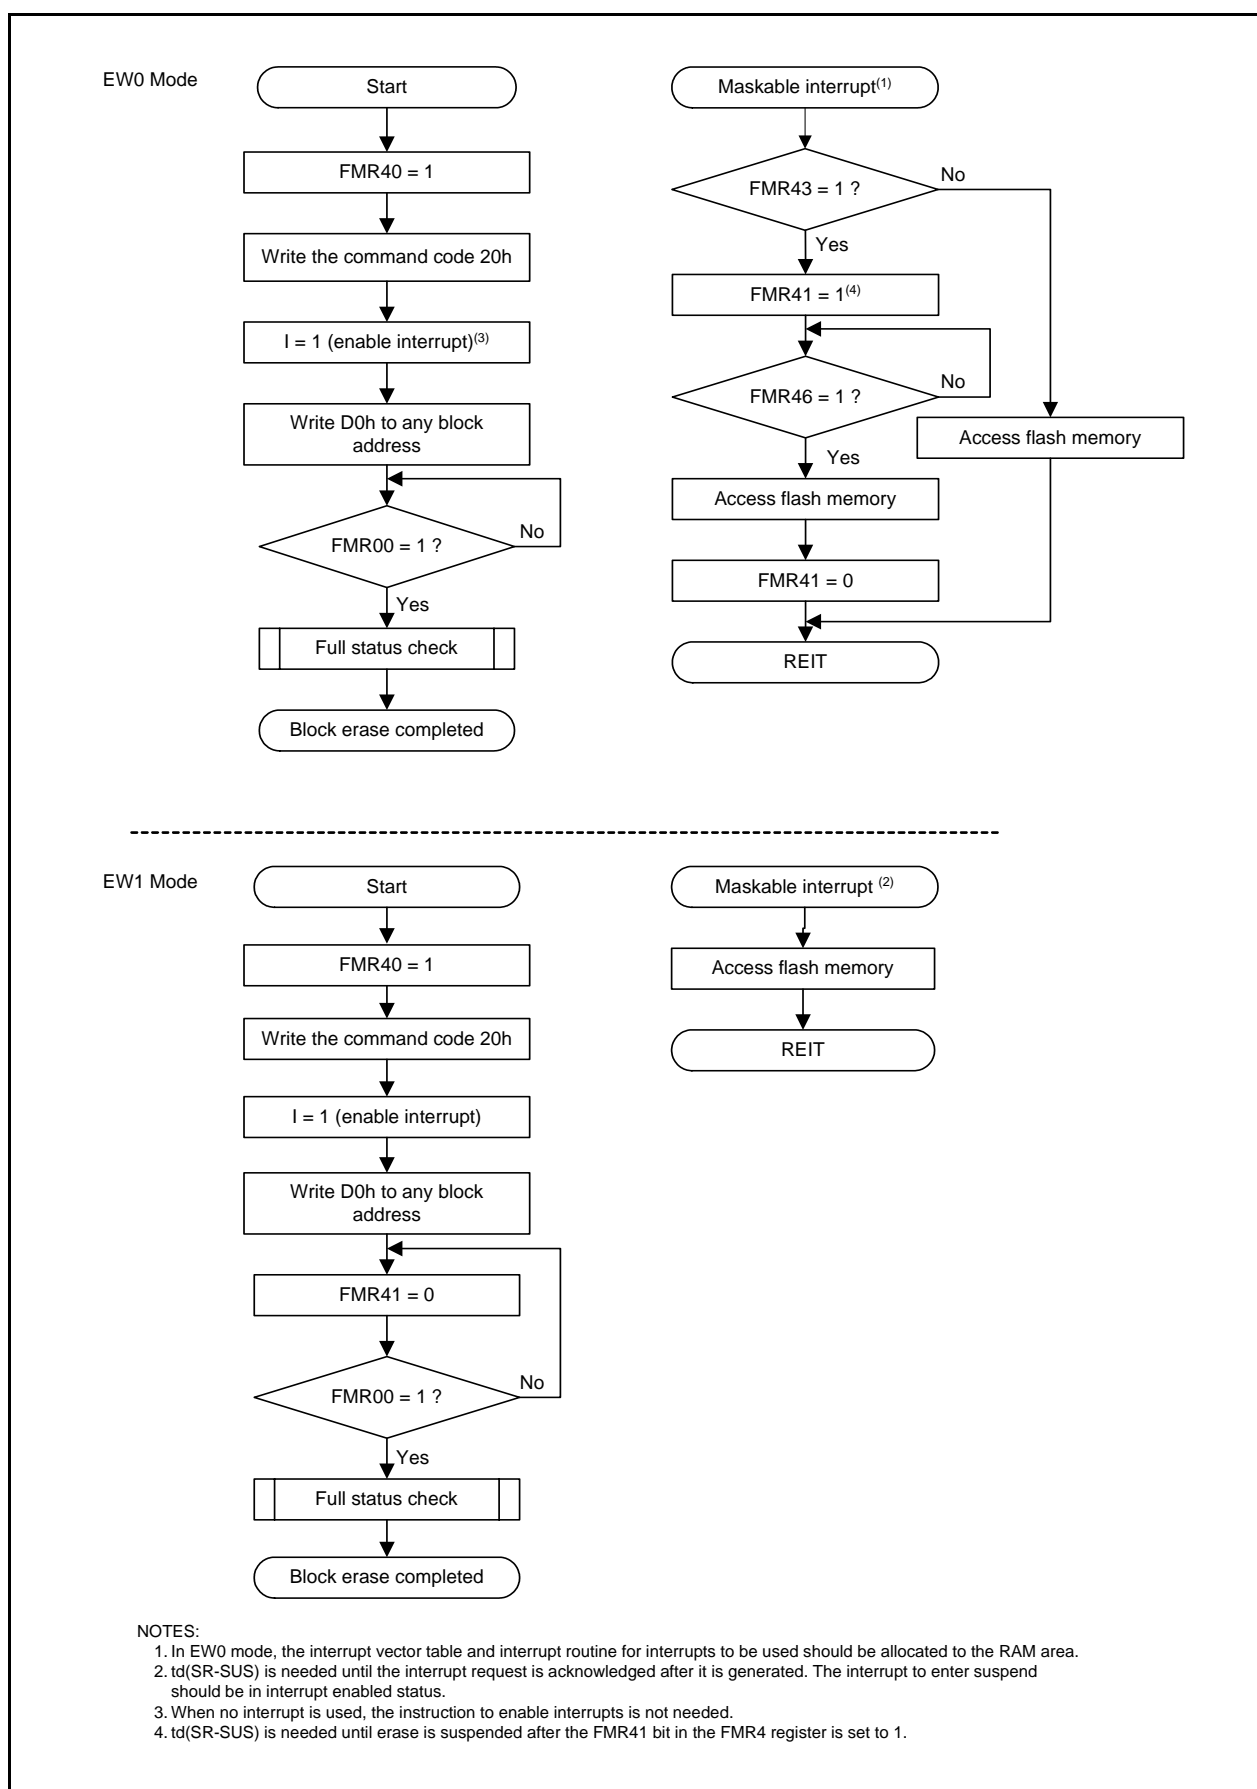 EW0 Mode
Start
FMR40 = 1
Write the command code 20h
I = 1 (enable interrupt)(3)
Write D0h to any block
address
FMR00 = 1 ?
No
Yes
Full status check
Block erase completed
Maskable interrupt(1)
FMR43 = 1 ?
No
Yes
FMR41 = 1(4)
FMR46 = 1 ?
No
Yes
Access flash memory
Access flash memory
FMR41 = 0
REIT
EW1 Mode
Start
FMR40 = 1
Write the command code 20h
I = 1 (enable interrupt)
Write D0h to any block
address
FMR41 = 0
FMR00 = 1 ?
No
Yes
Full status check
Block erase completed
Maskable interrupt (2)
Access flash memory
REIT
NOTES:
1. In EW0 mode, the interrupt vector table and interrupt routine for interrupts to be used should be allocated to the RAM area.
2. td(SR-SUS) is needed until the interrupt request is acknowledged after it is generated. The interrupt to enter suspend
should be in interrupt enabled status.
3. When no interrupt is used, the instruction to enable interrupts is not needed.
4. td(SR-SUS) is needed until erase is suspended after the FMR41 bit in the FMR4 register is set to 1.